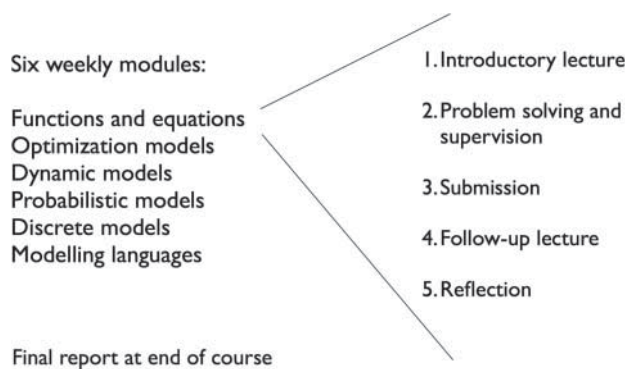 Six weekly modules:
Functions and equations
Optimization models
Dynamic models
Probabilistic models
Discrete models
Modelling languages
Final report at end of course
1. Introductory lecture
2. Problem solving and
supervision
3. Submission
4. Follow-up lecture
5. Reflection